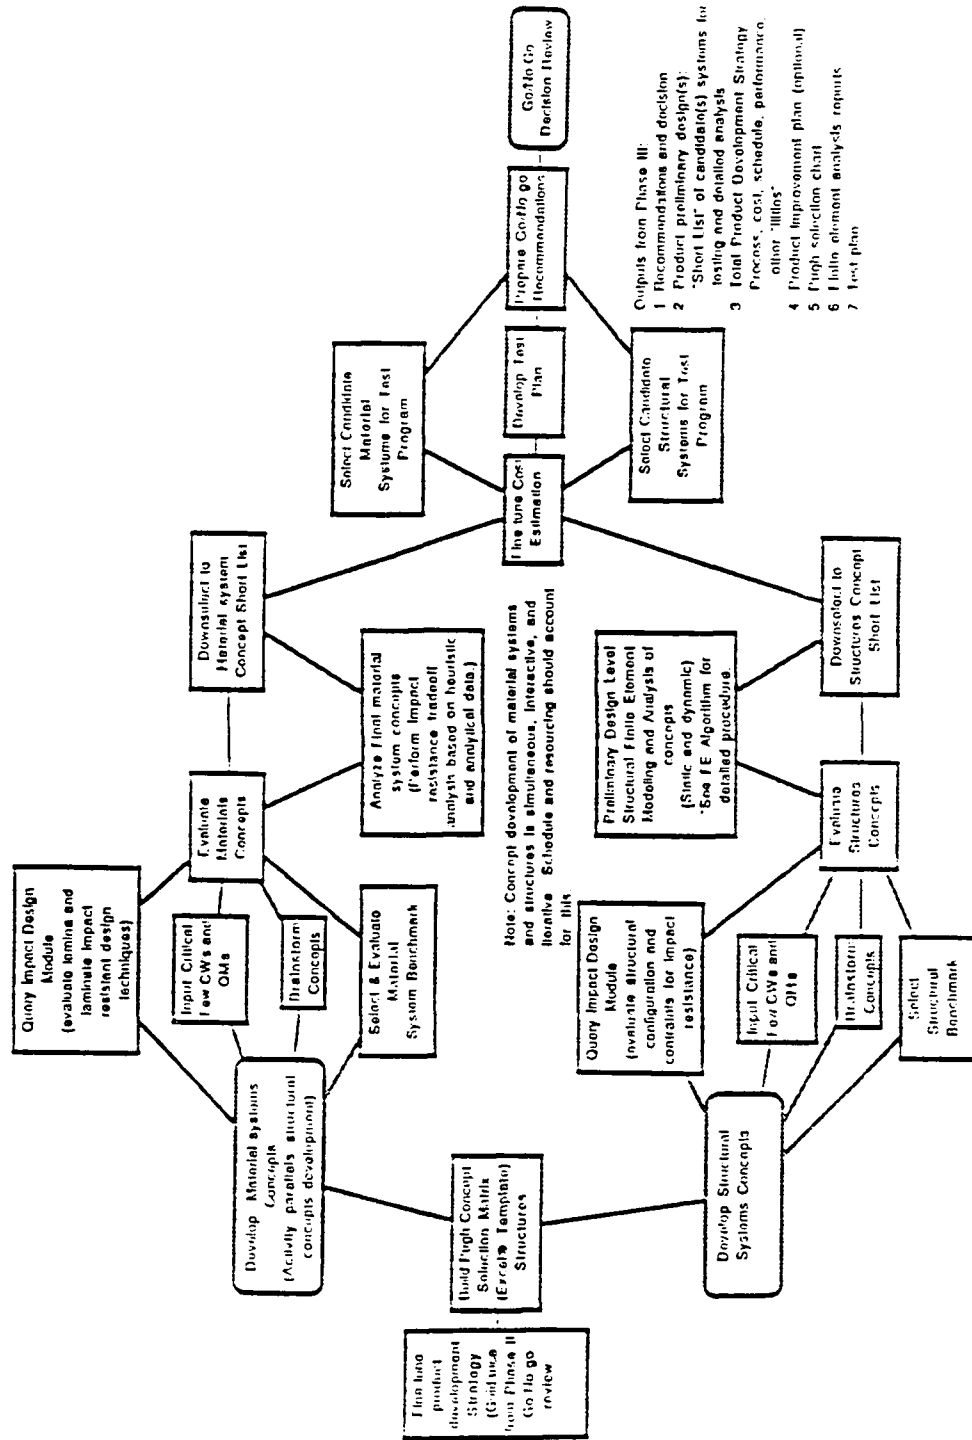 Fine tune
product
development
Strategy
(Guidance
from Phase II
Go No go
review
Build Pugh Concept
Selection Matrix
(Excel® Template)
Structures
Develop Material systems
Concepts
(Activity parallels structural
concepts development)
Query Impact Design
Module
(evaluate lamina and
laminate impact
resistant design
techniques)
Input Critical
Few CWs and
QMs
Brainstorm
Concepts
Select & Evaluate
Material
System Benchmark
Evaluate
Materials
Concepts
Downselect to
Material system
Concept Short List
Analyze Final material
system concepts
(Perform Impact
resistance tradeoff
analysis based on heuristic
and analytical data.)
Note: Concept development of material systems
and structures is simultaneous, interactive, and
iterative Schedule and resourcing should account
for this
Develop Structural
Systems Concepts
Query Impact Design
Module
(evaluate structural
configuration and
contraints for impact
resistance)
Input Critical
Few CWs and
QMs
Brainstorm
Concepts
Select
Structural
Benchmark
Evaluate
Structures
Concepts
Preliminary Design Level
Structural Finite Element
Modeling and Analysis of
concepts
(Static and dynamic)
*See FE Algorithm for
detailed procedure.
Downselect to
Structures Concept
Short List
Fine tune Cost
Estimation
Select Candidate
Material
Systems for Test
Program
Develop Test
Plan
Select Candidate
Structural
Systems for Test
Program
Prepare Go/No go
Recommendations
Go/No Go
Decision Review
Outputs from Phase III:
1 Recommendations and decision
2 Product preliminary design(s):
"Short List" of candidate(s) systems for
testing and detailed analysis
3 Total Product Development Strategy
Process, cost, schedule, performance,
other "ilities"
4 Product Improvement plan (optional)
5 Pugh selection chart
6 Finite element analysis reports
7 Test plan